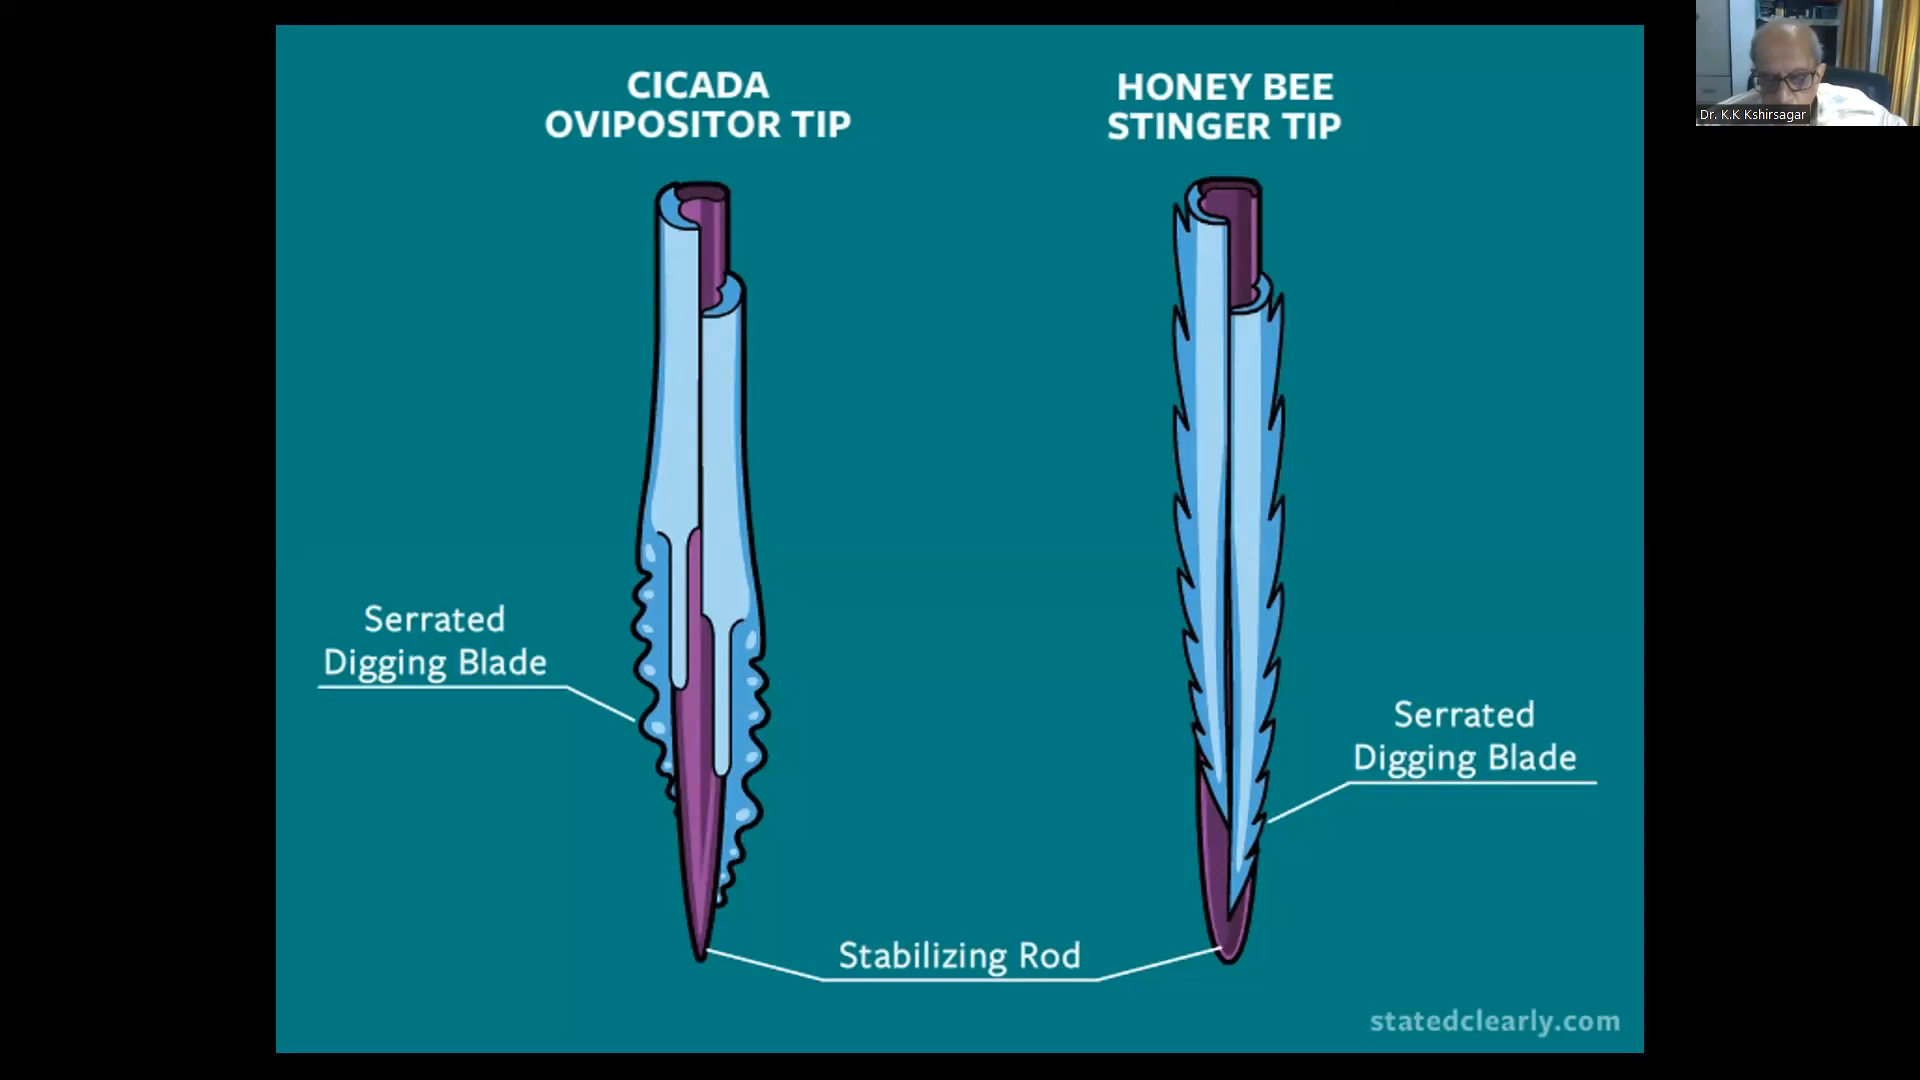 CICADA
OVIPOSITOR TIP
HONEY BEE
STINGER TIP
Dr. K.K Kshirsagar
Serrated
Digging Blade
Serrated
Digging Blade
Stabilizing Rod
statedclearly.com